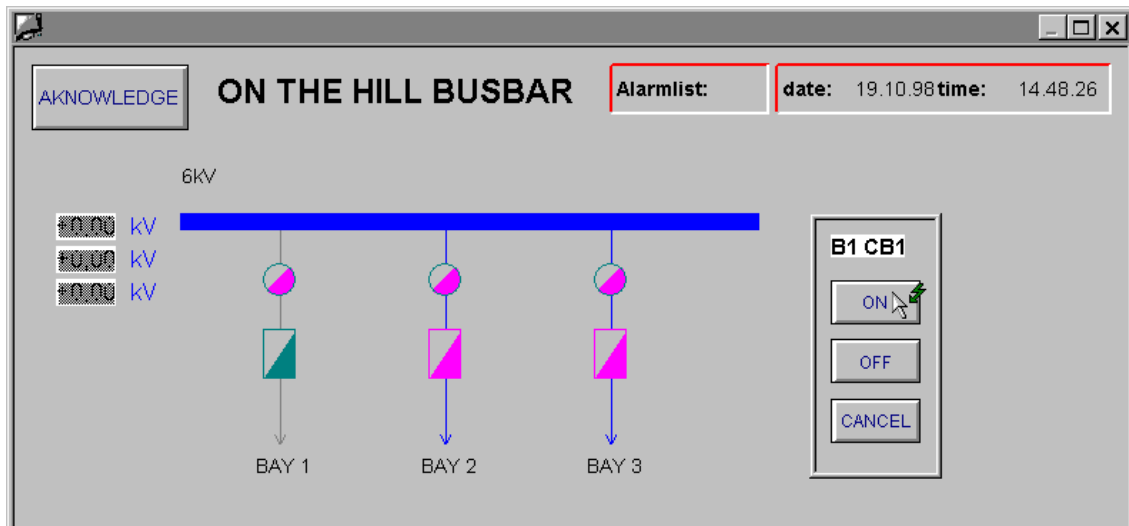 AKNOWLEDGE
ON THE HILL BUSBAR
Alarmlist:
date: 19.10.98 time: 14.48.26
6kV
+0.00 kV
+0.00 kV
+0.00 kV
B1 CB1
ON
OFF
CANCEL
BAY 1 BAY 2 BAY 3